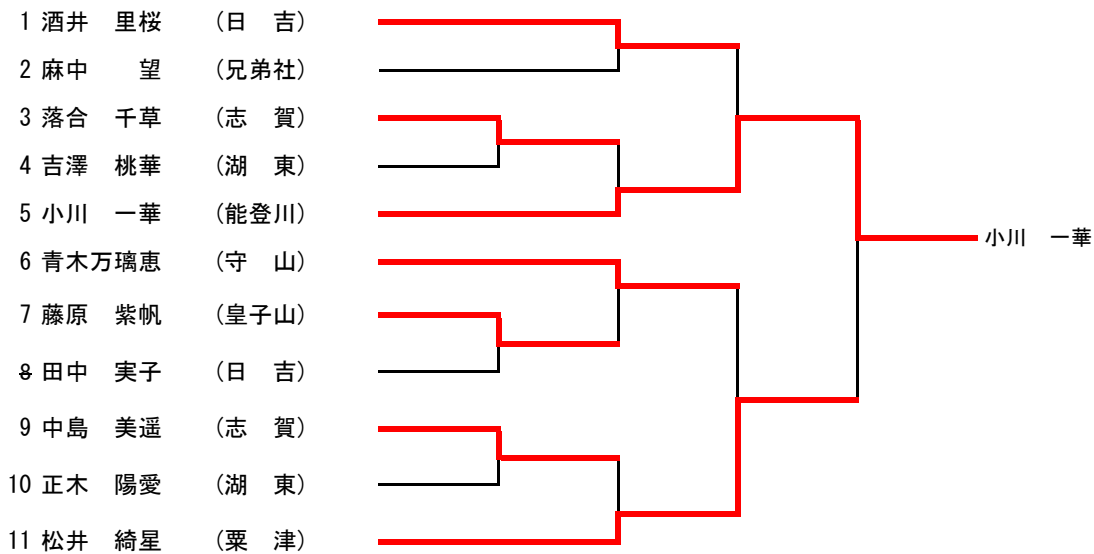 1 酒井　里桜　（日　吉）
2 麻中　　望　（兄弟社）
3 落合　千草　（志　賀）
4 吉澤　桃華　（湖　東）
5 小川　一華　（能登川）
小川　一華
6 青木万璃恵　（守　山）
7 藤原　紫帆　（皇子山）
8 田中　実子　（日　吉）
9 中島　美遥　（志　賀）
10 正木　陽愛　（湖　東）
11 松井　綺星　（粟　津）